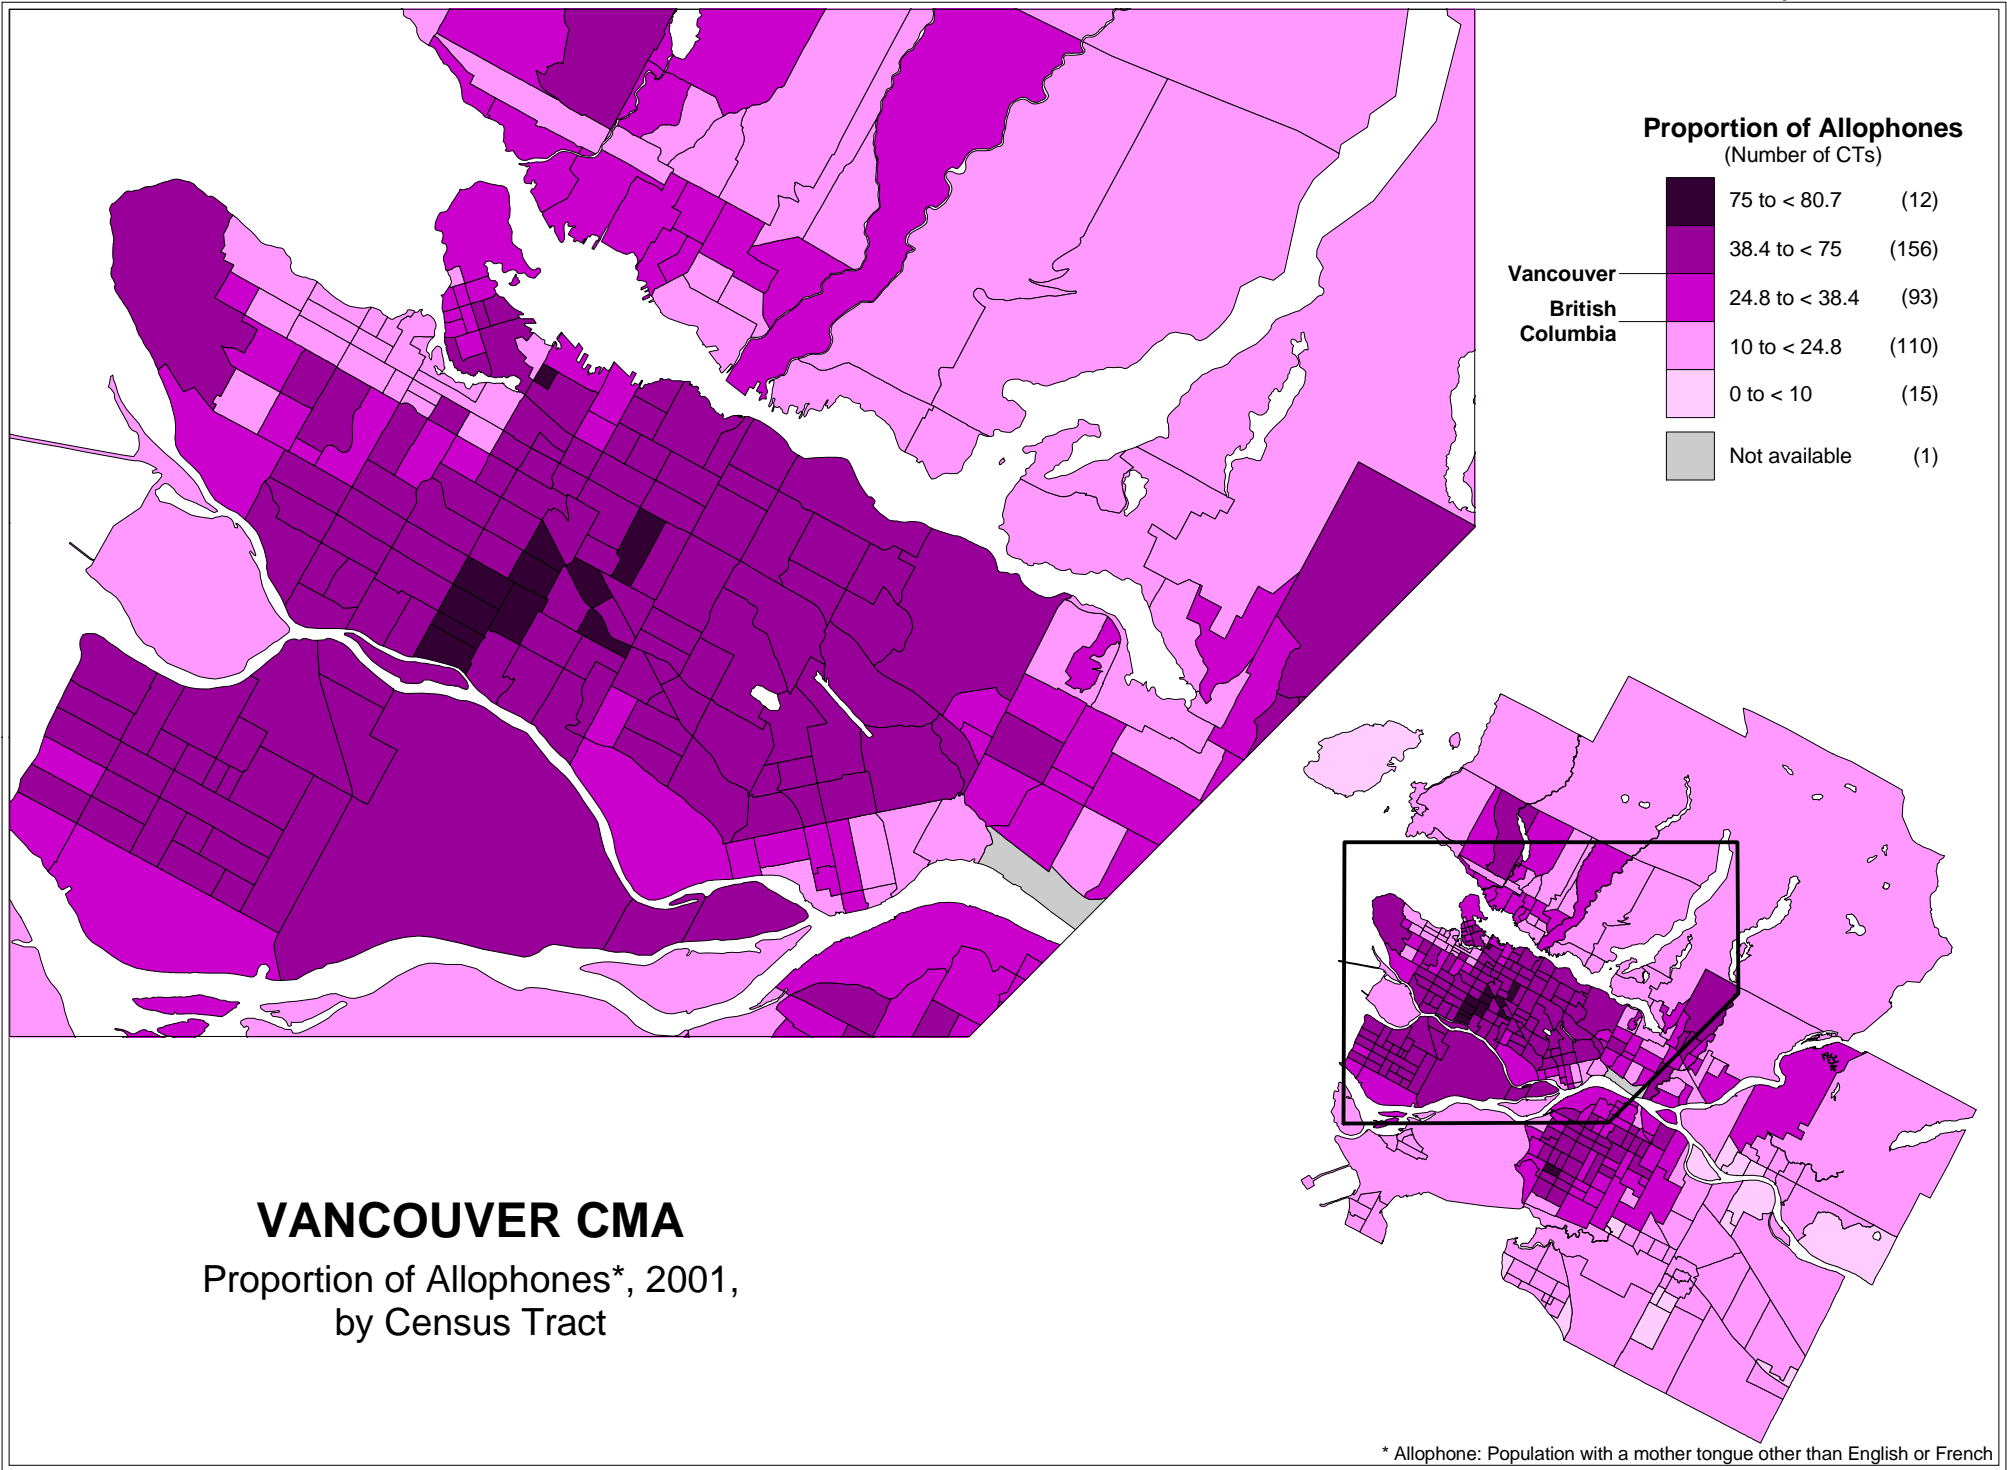 Proportion of Allophones
(Number of CTs)
75 to < 80.7 (12)
38.4 to < 75 (156)
Vancouver
24.8 to < 38.4 (93)
British
Columbia
10 to < 24.8 (110)
0 to < 10 (15)
Not available (1)
VANCOUVER CMA
Proportion of Allophones*, 2001,
by Census Tract
* Allophone: Population with a mother tongue other than English or French